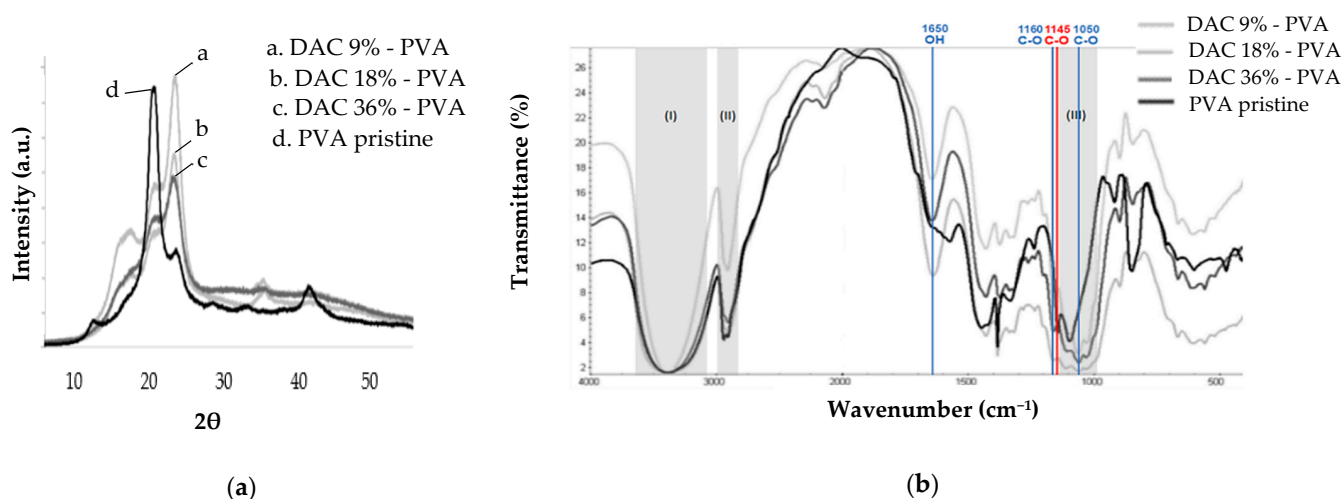 Intensity (a.u.)
a
b
c
d
a. DAC 9% - PVA
b. DAC 18% - PVA
c. DAC 36% - PVA
d. PVA pristine
10 20 30 40 50
2θ
(a)
1650
OH
1160 1145 1050
C-O C-O C-O
DAC 9% - PVA
DAC 18% - PVA
DAC 36% - PVA
PVA pristine
(I) (II) (III)
Transmittance (%)
26
24
22
20
18
16
14
12
10
8
6
4
2
4000 3000 2000 1500 1000 500
Wavenumber (cm⁻¹)
(b)